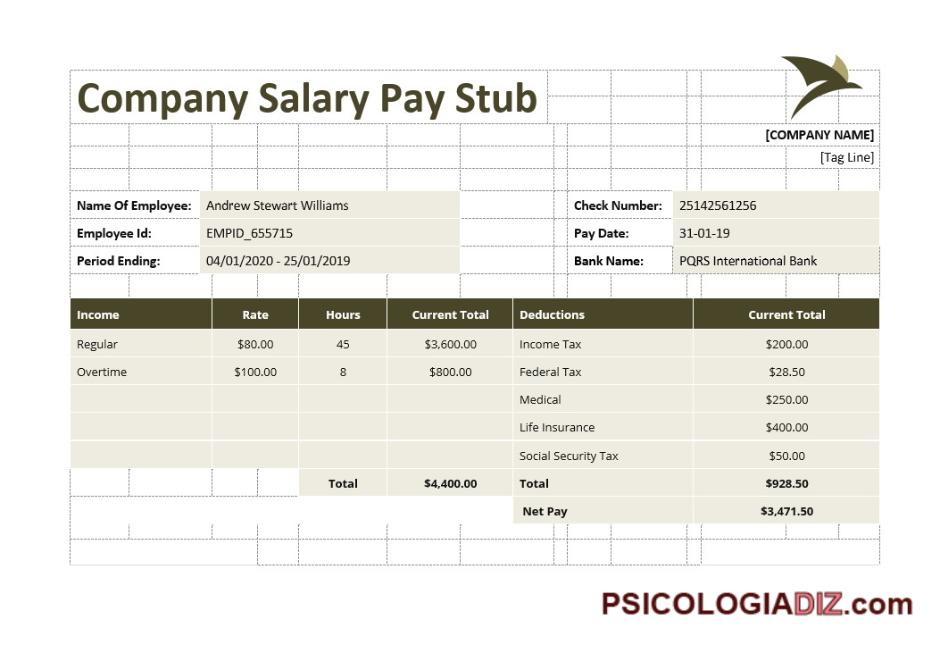 Company Salary Pay Stub
[COMPANY NAME]
[Tag Line]
Name Of Employee: Andrew Stewart Williams Check Number: 25142561256
Employee Id: EMPID_655715 Pay Date: 31-01-19
Period Ending: 04/01/2020 - 25/01/2019 Bank Name: PQRS International Bank
Income Rate Hours Current Total Deductions Current Total
Regular $80.00 45 $3,600.00 Income Tax $200.00
Overtime $100.00 8 $800.00 Federal Tax $28.50
Medical $250.00
Life Insurance $400.00
Social Security Tax $50.00
Total $4,400.00 Total $928.50
Net Pay $3,471.50
PSICOLOGIADIZ.com